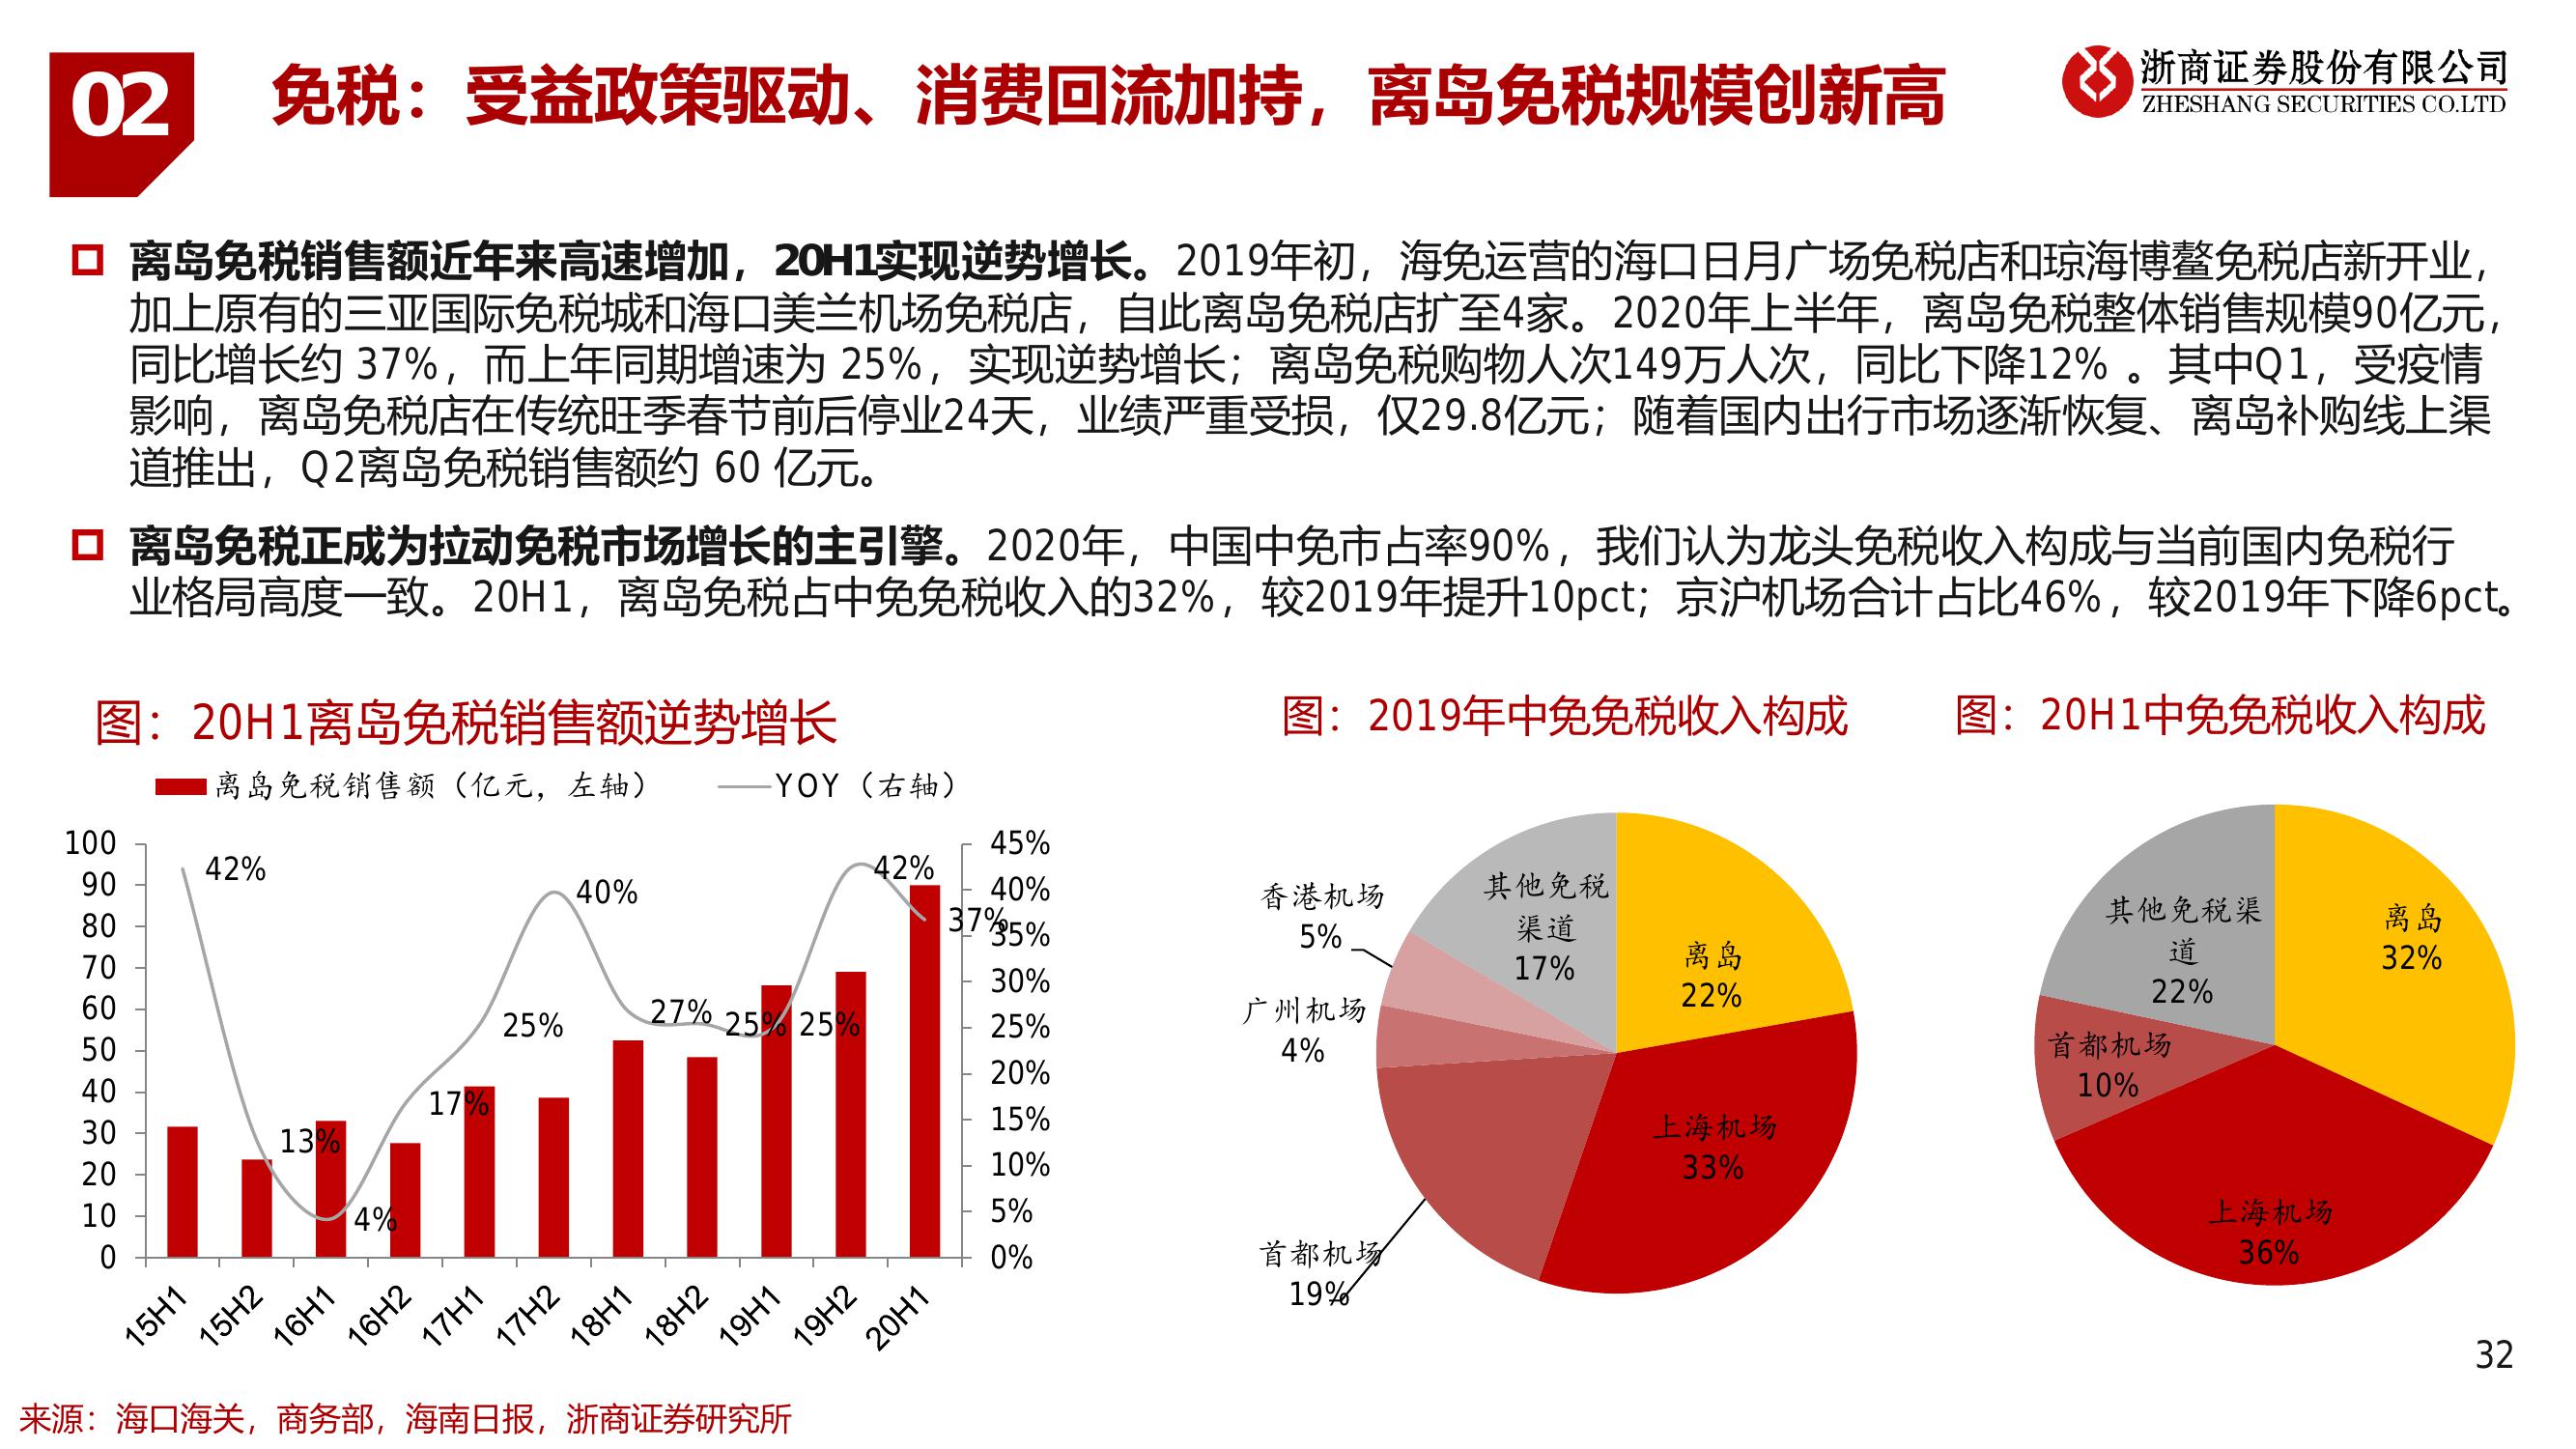 02
免税：受益政策驱动、消费回流加持，离岛免税规模创新高
浙商证券股份有限公司
ZHESHANG SECURITIES CO.LTD
离岛免税销售额近年来高速增加，20H1实现逆势增长。2019年初，海免运营的海口日月广场免税店和琼海博鳌免税店新开业，
加上原有的三亚国际免税城和海口美兰机场免税店，自此离岛免税店扩至4家。2020年上半年，离岛免税整体销售规模90亿元，
同比增长约 37%，而上年同期增速为 25%，实现逆势增长；离岛免税购物人次149万人次，同比下降12% 。其中Q1，受疫情
影响，离岛免税店在传统旺季春节前后停业24天，业绩严重受损，仅29.8亿元；随着国内出行市场逐渐恢复、离岛补购线上渠
道推出，Q2离岛免税销售额约 60 亿元。
离岛免税正成为拉动免税市场增长的主引擎。2020年，中国中免市占率90%，我们认为龙头免税收入构成与当前国内免税行
业格局高度一致。20H1，离岛免税占中免免税收入的32%，较2019年提升10pct；京沪机场合计占比46%，较2019年下降6pct。
图：20H1离岛免税销售额逆势增长
离岛免税销售额（亿元，左轴）
YOY（右轴）
100
90
80
70
60
50
40
30
20
10
0
42%
13%
4%
17%
25%
40%
27%
25%
25%
42%
37%
45%
40%
35%
30%
25%
20%
15%
10%
5%
0%
15H1
15H2
16H1
16H2
17H1
17H2
18H1
18H2
19H1
19H2
20H1
图：2019年中免免税收入构成
离岛
22%
上海机场
33%
首都机场
19%
广州机场
4%
香港机场
5%
其他免税
渠道
17%
图：20H1中免免税收入构成
离岛
32%
上海机场
36%
首都机场
10%
其他免税渠
道
22%
32
来源：海口海关，商务部，海南日报，浙商证券研究所